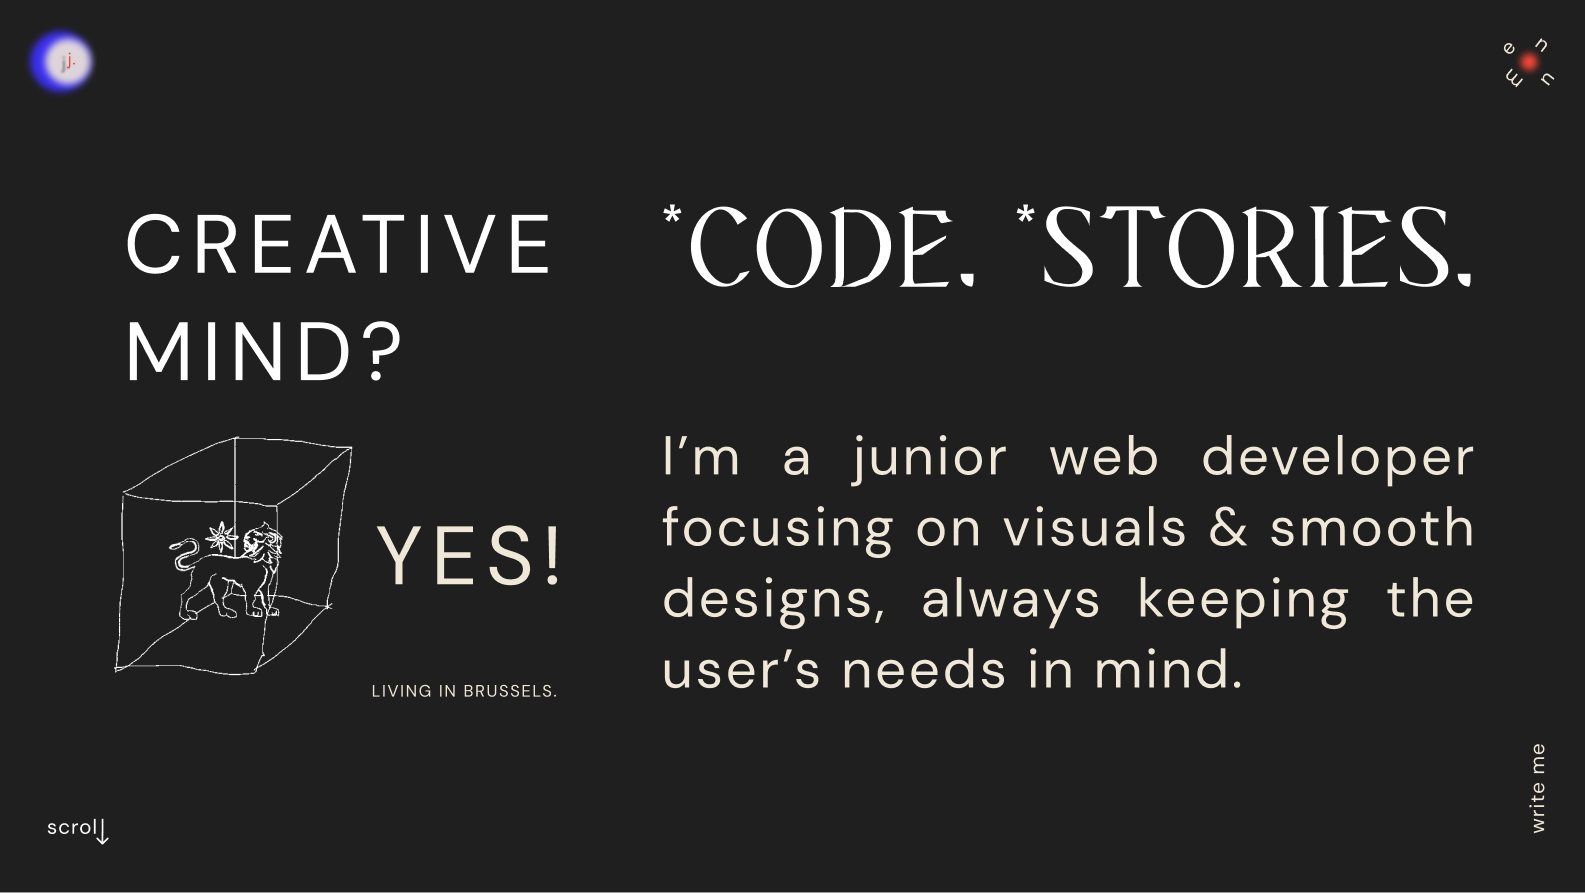 jj.
menu
CREATIVE
MIND?
*CODE. *STORIES.
YES!
LIVING IN BRUSSELS.
I’m a junior web developer
focusing on visuals & smooth
designs, always keeping the
user’s needs in mind.
scroll
write me